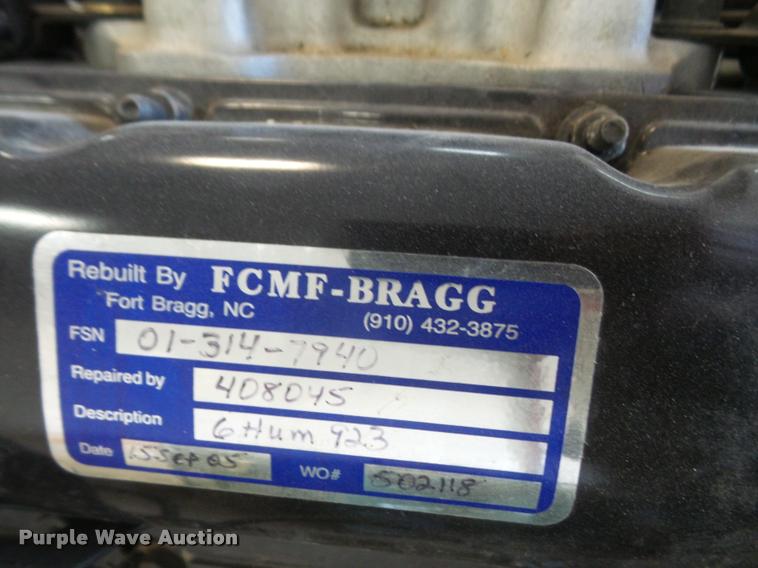 Rebuilt By FCMF-BRAGG
Fort Bragg, NC (910) 432-3875
FSN 01-314-7940
Repaired by 408045
Description 6 Hum 923
Date 15 Sep 05 WO# 502118
Purple Wave Auction